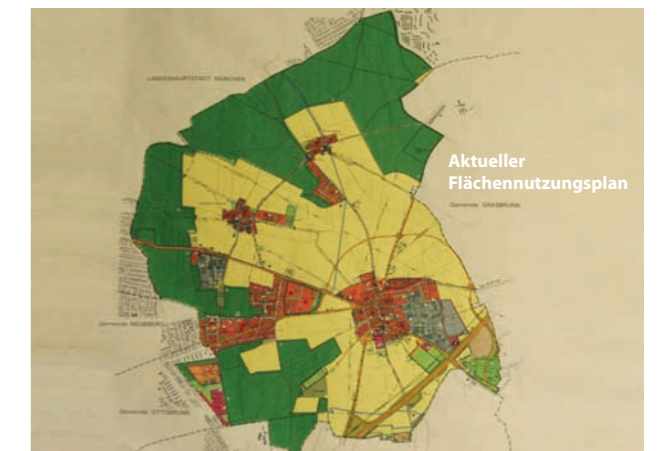 LANDESHAUPTSTADT MÜNCHEN
Aktueller
Flächennutzungsplan
Gemeinde GRASBRUNN
Gemeinde NEUBIBERG
Gemeinde OTTOBRUNN